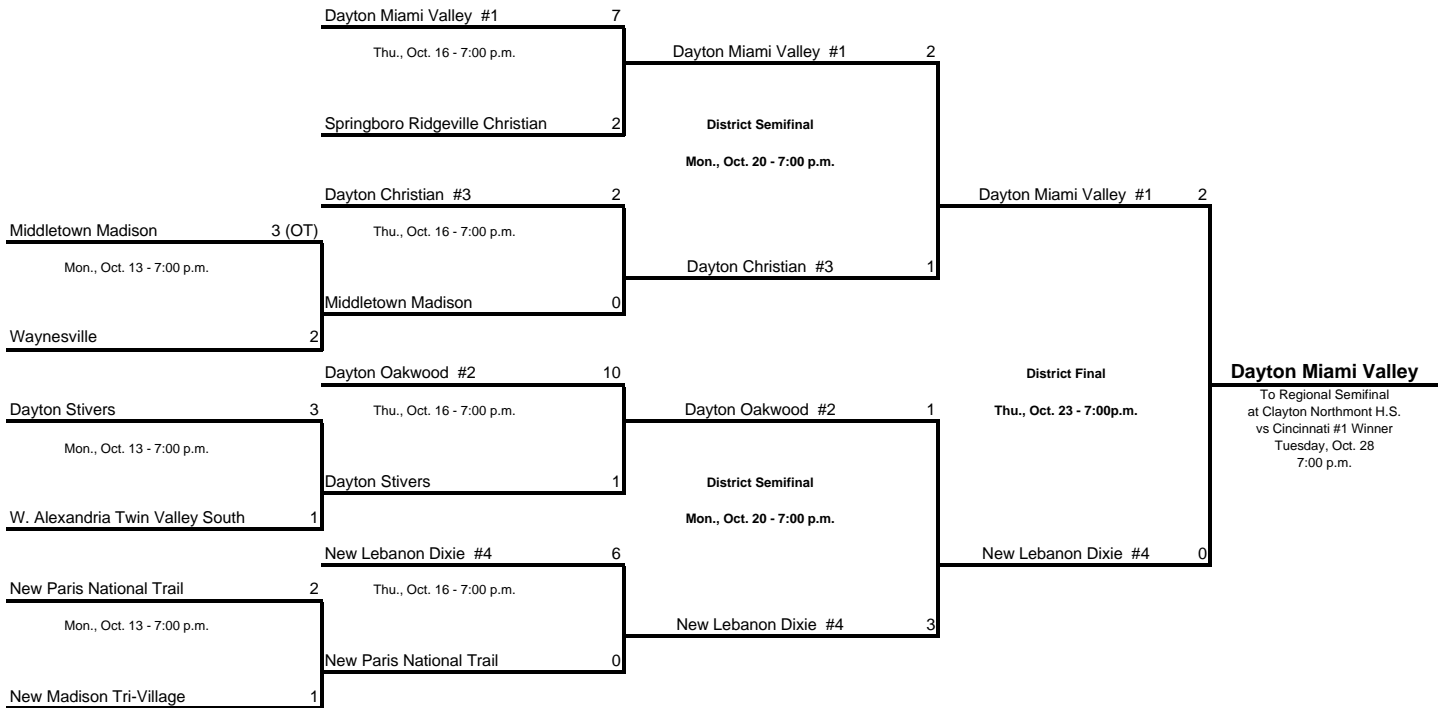 Dayton Miami Valley #1 7
Thu., Oct. 16 - 7:00 p.m.
Dayton Miami Valley #1 2
Springboro Ridgeville Christian 2
District Semifinal
Mon., Oct. 20 - 7:00 p.m.
Dayton Christian #3 2
Dayton Miami Valley #1 2
Middletown Madison 3 (OT)
Thu., Oct. 16 - 7:00 p.m.
Mon., Oct. 13 - 7:00 p.m.
Dayton Christian #3 1
Middletown Madison 0
Waynesville 2
Dayton Oakwood #2 10
District Final
Dayton Miami Valley
To Regional Semifinal
at Clayton Northmont H.S.
vs Cincinnati #1 Winner
Tuesday, Oct. 28
7:00 p.m.
Dayton Stivers 3
Thu., Oct. 16 - 7:00 p.m.
Dayton Oakwood #2 1
Thu., Oct. 23 - 7:00p.m.
Mon., Oct. 13 - 7:00 p.m.
Dayton Stivers 1
District Semifinal
W. Alexandria Twin Valley South 1
Mon., Oct. 20 - 7:00 p.m.
New Lebanon Dixie #4 6
New Lebanon Dixie #4 0
New Paris National Trail 2
Thu., Oct. 16 - 7:00 p.m.
Mon., Oct. 13 - 7:00 p.m.
New Lebanon Dixie #4 3
New Paris National Trail 0
New Madison Tri-Village 1